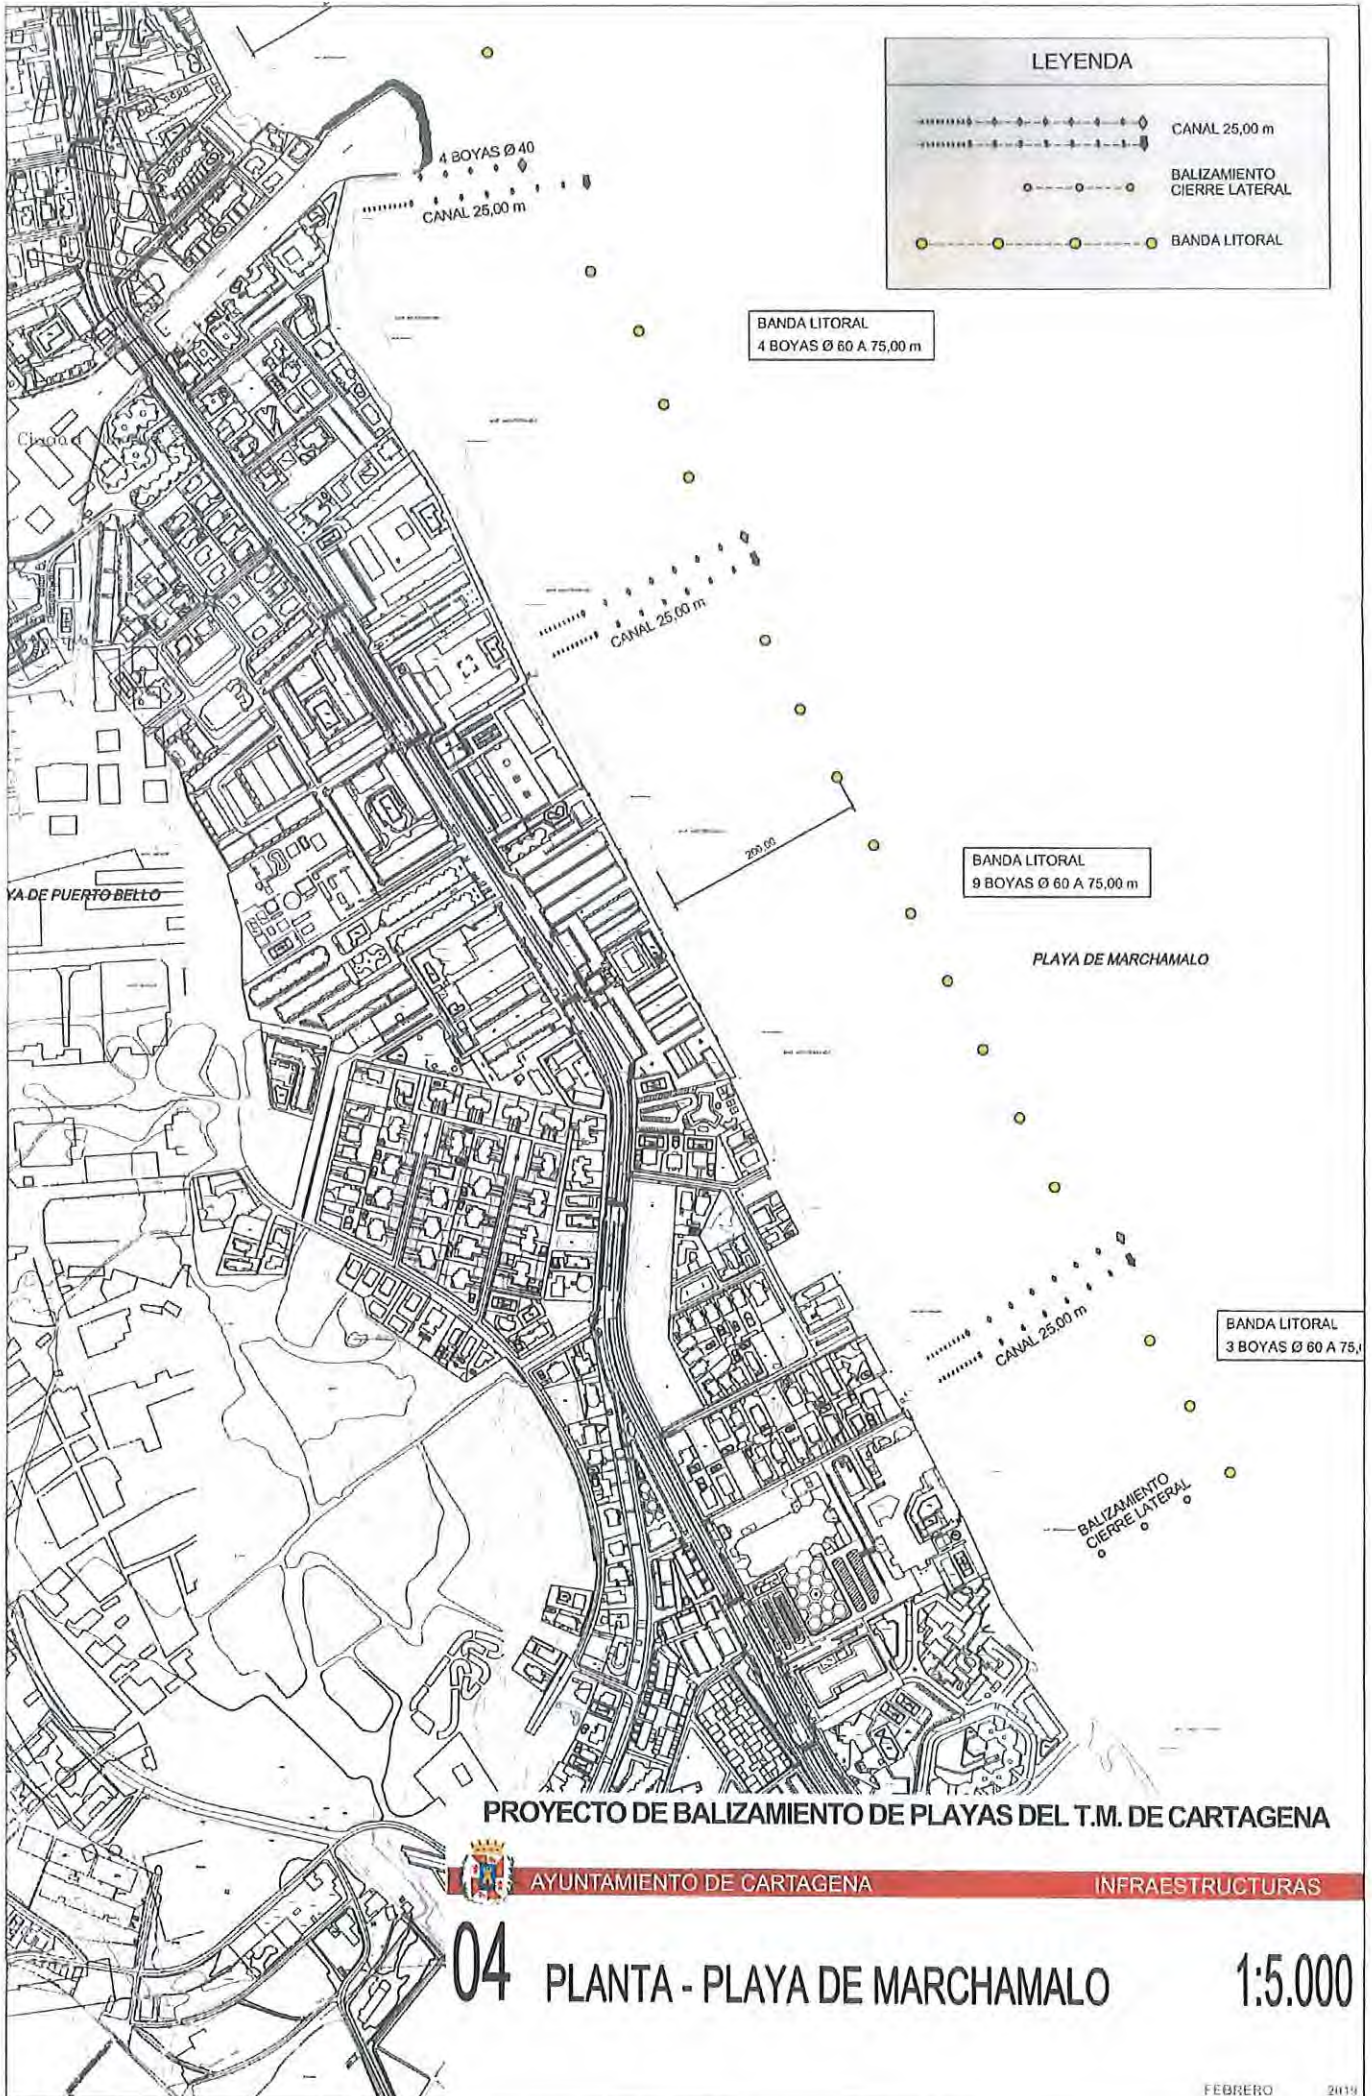 LEYENDA
CANAL 25,00 m
BALIZAMIENTO
CIERRE LATERAL
BANDA LITORAL
4 BOYAS Ø 40
CANAL 25,00 m
BANDA LITORAL
4 BOYAS Ø 60 A 75,00 m
CANAL 25,00 m
200,00
BANDA LITORAL
9 BOYAS Ø 60 A 75,00 m
YA DE PUERTO BELLO
PLAYA DE MARCHAMALO
CANAL 25,00 m
BANDA LITORAL
3 BOYAS Ø 60 A 75,
BALIZAMIENTO
CIERRE LATERAL
PROYECTO DE BALIZAMIENTO DE PLAYAS DEL T.M. DE CARTAGENA
AYUNTAMIENTO DE CARTAGENA INFRAESTRUCTURAS
04 PLANTA - PLAYA DE MARCHAMALO 1:5.000
FEBRERO